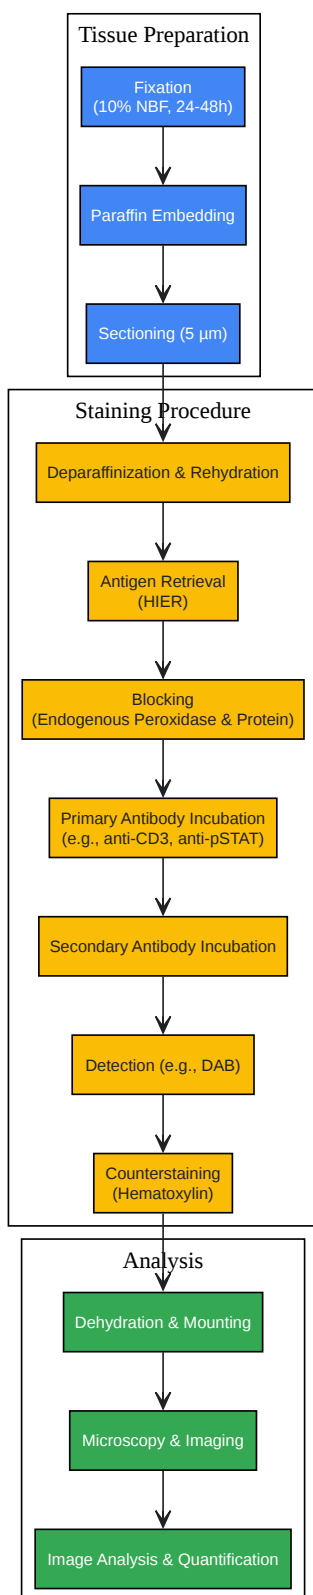 Tissue Preparation
Fixation
(10% NBF, 24-48h)
Paraffin Embedding
Sectioning (5 µm)
Staining Procedure
Deparaffinization & Rehydration
Antigen Retrieval
(HIER)
Blocking
(Endogenous Peroxidase & Protein)
Primary Antibody Incubation
(e.g., anti-CD3, anti-pSTAT)
Secondary Antibody Incubation
Detection (e.g., DAB)
Counterstaining
(Hematoxylin)
Analysis
Dehydration & Mounting
Microscopy & Imaging
Image Analysis & Quantification